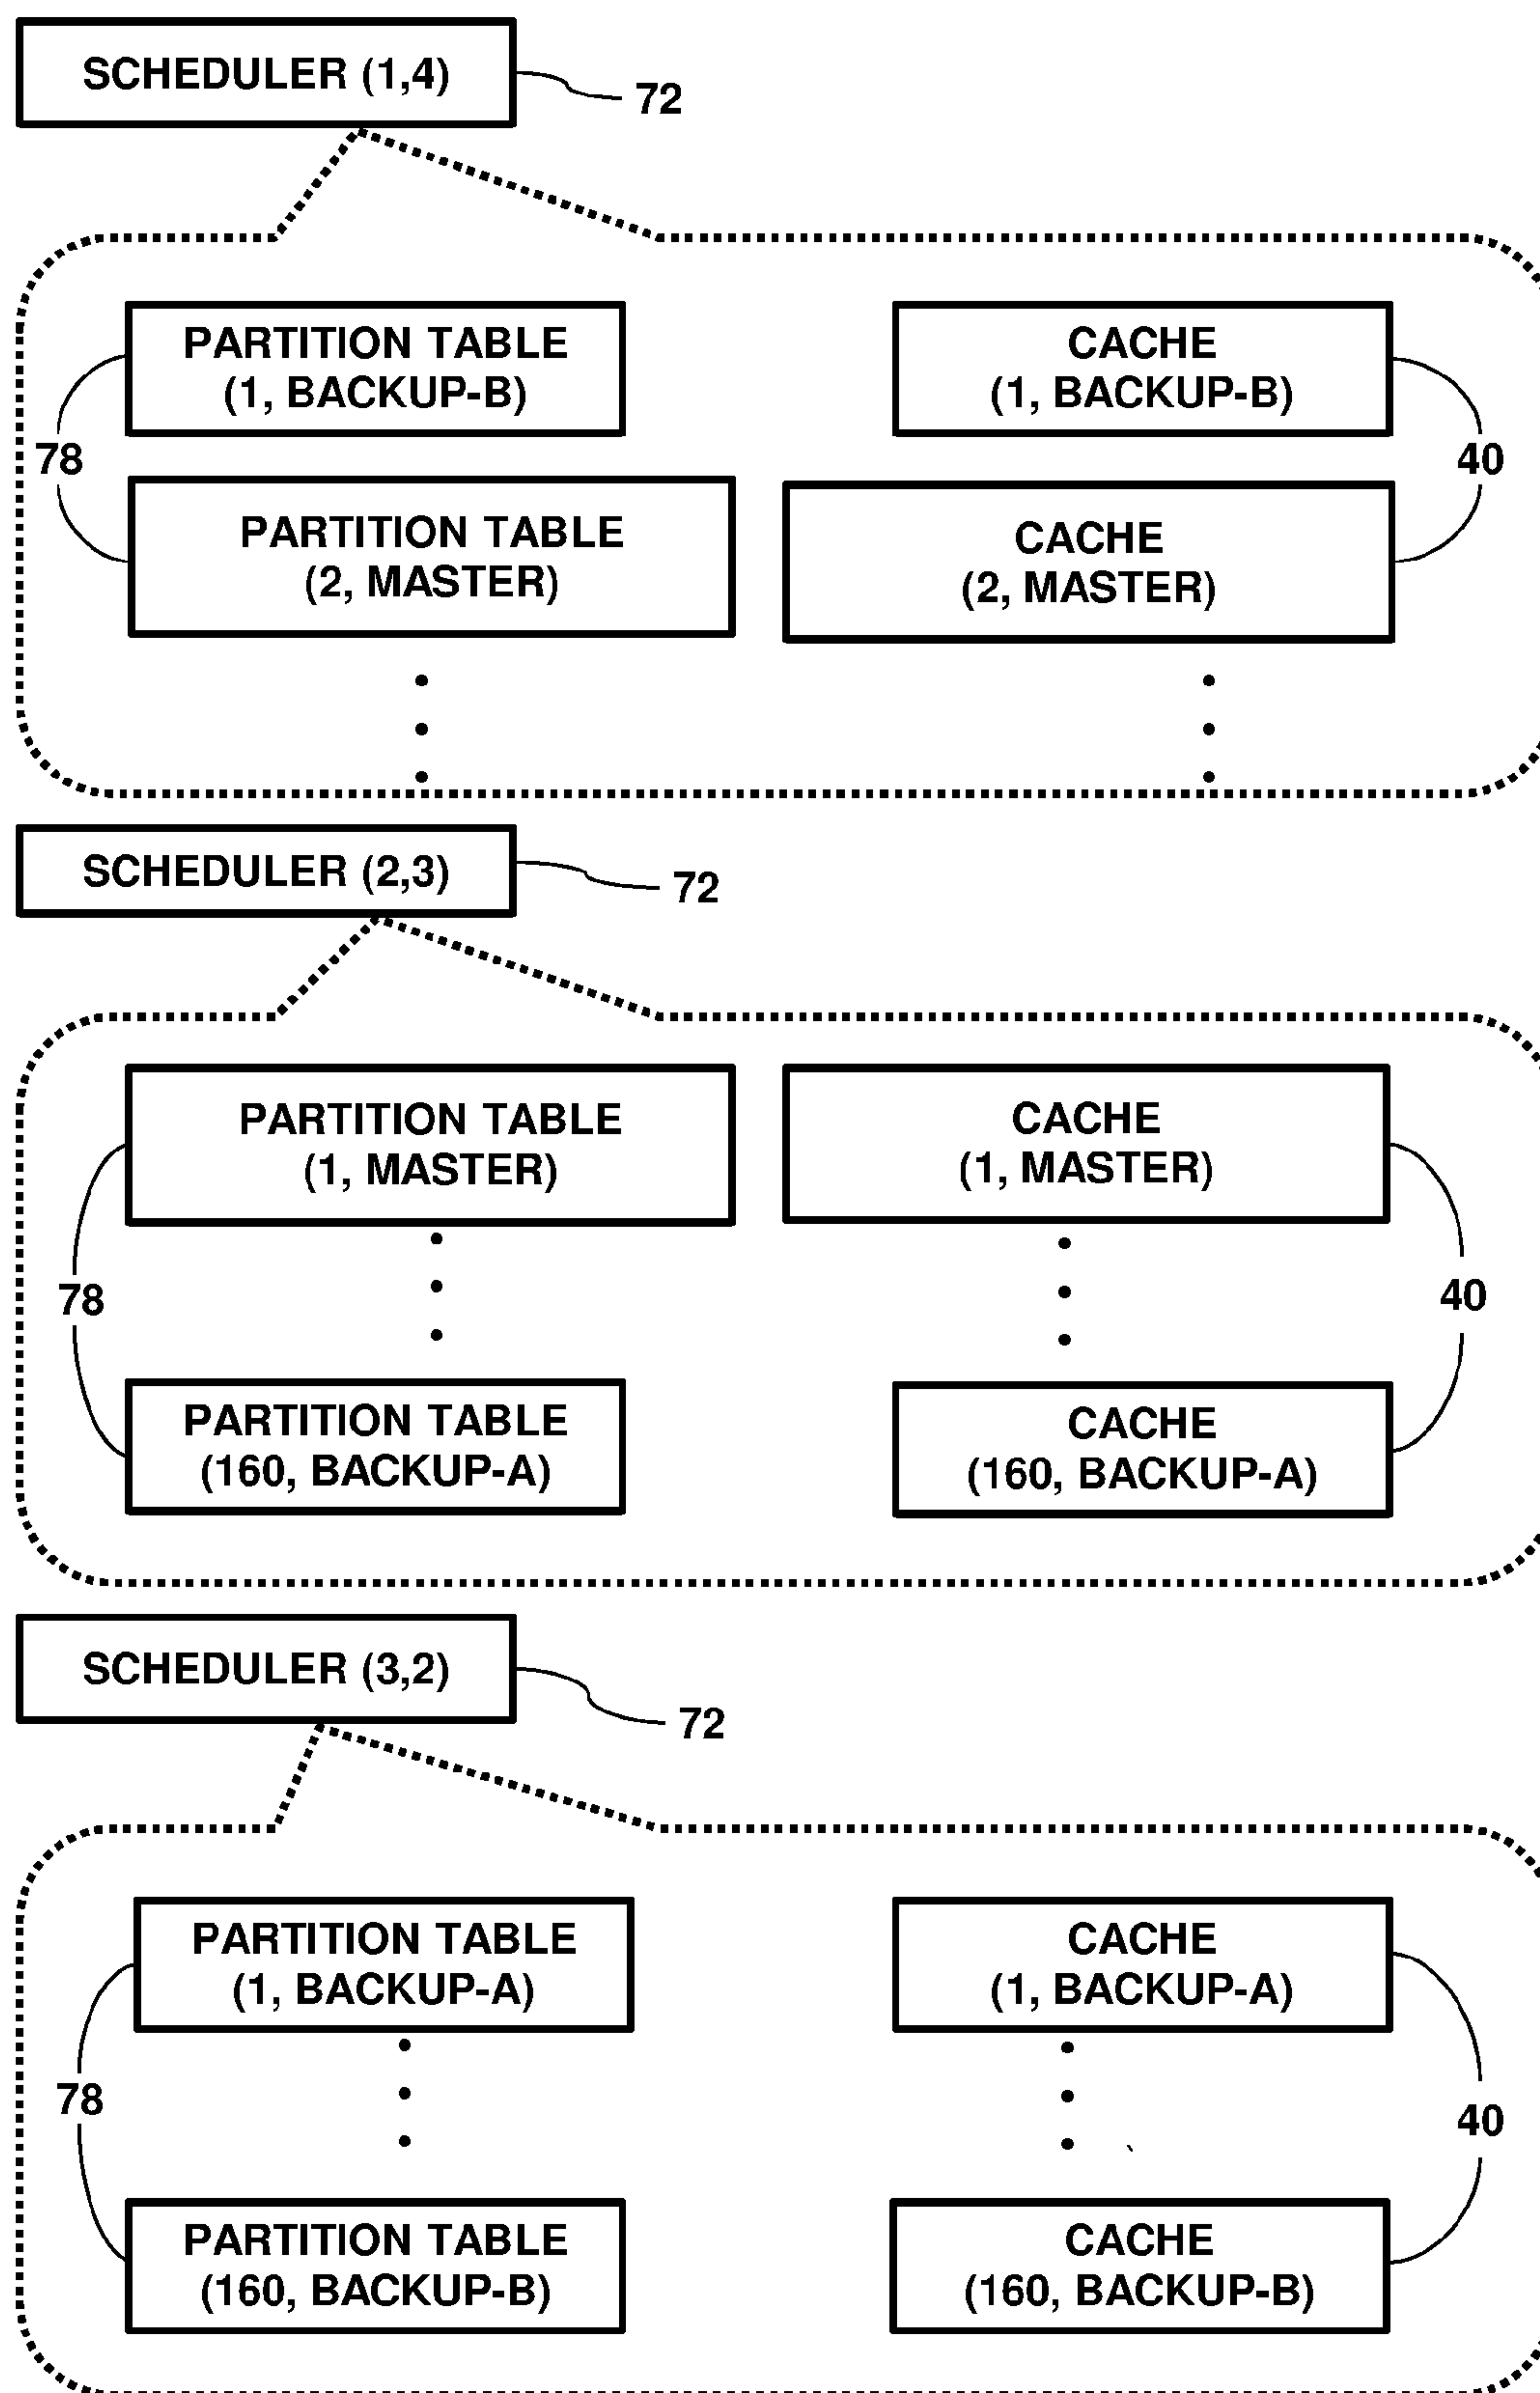 SCHEDULER (1,4)
72
PARTITION TABLE
(1, BACKUP-B)
CACHE
(1, BACKUP-B)
78
40
PARTITION TABLE
(2, MASTER)
CACHE
(2, MASTER)
SCHEDULER (2,3)
72
PARTITION TABLE
(1, MASTER)
CACHE
(1, MASTER)
78
40
PARTITION TABLE
(160, BACKUP-A)
CACHE
(160, BACKUP-A)
SCHEDULER (3,2)
72
PARTITION TABLE
(1, BACKUP-A)
CACHE
(1, BACKUP-A)
78
40
PARTITION TABLE
(160, BACKUP-B)
CACHE
(160, BACKUP-B)